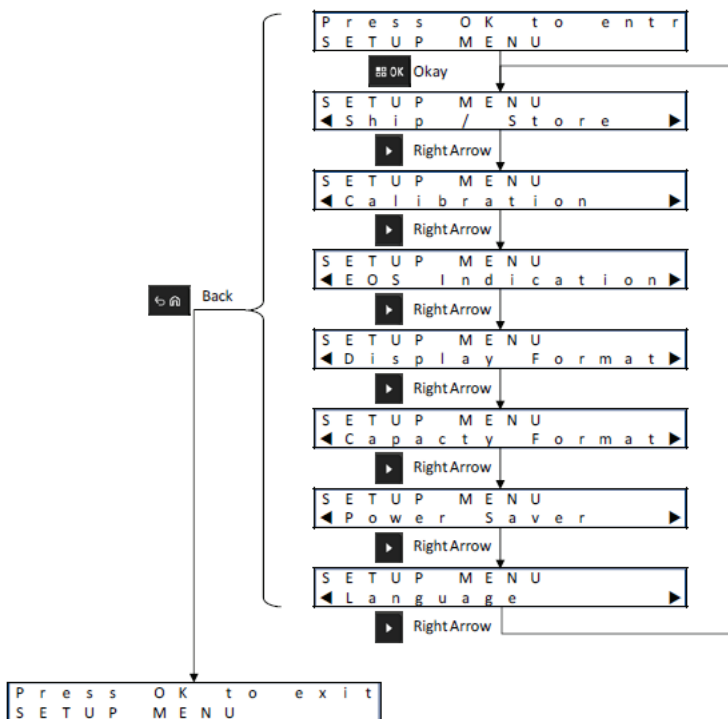 Press OK to entr
SETUP MENU
OK Okay
SETUP MENU
◀Ship / Store ▶
Right Arrow
SETUP MENU
◀Calibration ▶
Right Arrow
SETUP MENU
◀EOS Indication▶
Back
Right Arrow
SETUP MENU
◀Display Format▶
Right Arrow
SETUP MENU
◀Capacty Format▶
Right Arrow
SETUP MENU
◀Power Saver ▶
Right Arrow
SETUP MENU
◀Language ▶
Right Arrow
Press OK to exit
SETUP MENU